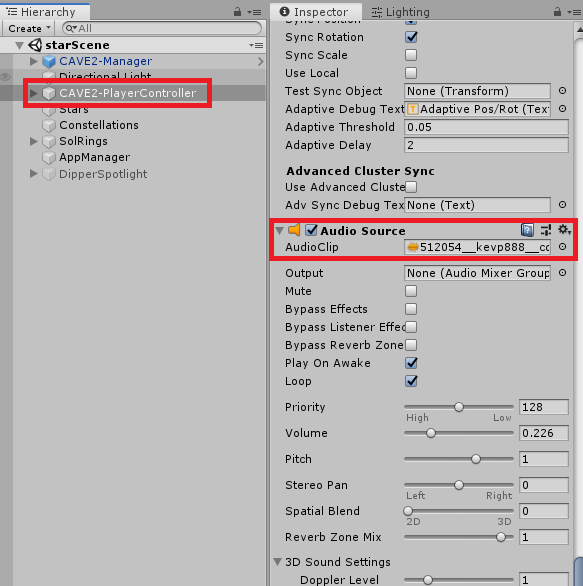 Hierarchy
Create
All
starScene
CAVE2-Manager
Directional Light
CAVE2-PlayerController
Stars
Constellations
SolRings
AppManager
DipperSpotlight
Inspector
Lighting
Sync Position
Sync Rotation
Sync Scale
Use Local
Test Sync Object None (Transform)
Adaptive Debug Text Adaptive Pos/Rot (Tex
Adaptive Threshold 0.05
Adaptive Delay 2
Advanced Cluster Sync
Use Advanced Cluste
Adv Sync Debug Tex None (Text)
Audio Source
AudioClip 512054__kevp888__co
Output None (Audio Mixer Group
Mute
Bypass Effects
Bypass Listener Effec
Bypass Reverb Zone
Play On Awake
Loop
Priority 128
High Low
Volume 0.226
Pitch 1
Stereo Pan 0
Left Right
Spatial Blend 0
2D 3D
Reverb Zone Mix 1
3D Sound Settings
Doppler Level 1